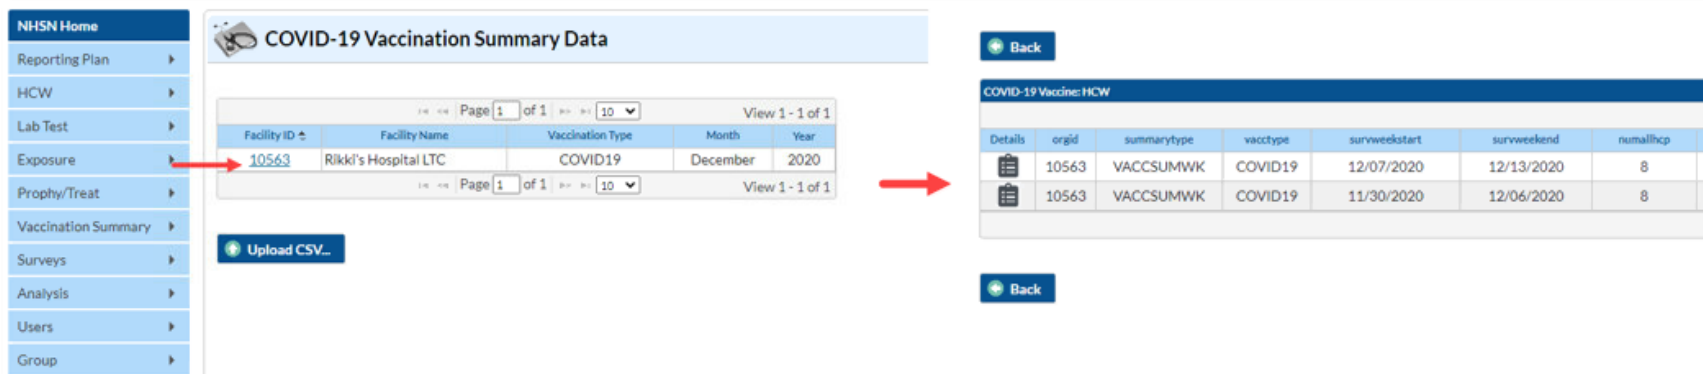 NHSN Home
Reporting Plan
HCW
Lab Test
Exposure
Prophy/Treat
Vaccination Summary
Surveys
Analysis
Users
Group
COVID-19 Vaccination Summary Data
Page 1 of 1 10 View 1 - 1 of 1
Facility ID Facility Name Vaccination Type Month Year
10563 Rikki's Hospital LTC COVID19 December 2020
Page 1 of 1 10 View 1 - 1 of 1
Upload CSV...
Back
COVID-19 Vaccine: HCW
Details orgid summarytype vacctype survweekstart survweekend numallhcp
10563 VACCSUMWK COVID19 12/07/2020 12/13/2020 8
10563 VACCSUMWK COVID19 11/30/2020 12/06/2020 8
Back